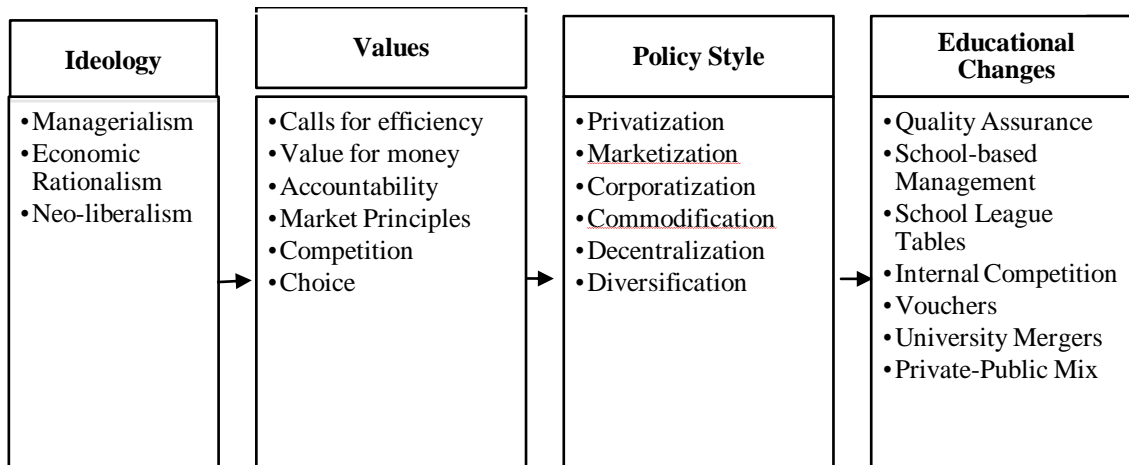 Ideology
•Managerialism
•Economic
Rationalism
•Neo-liberalism
Values
•Calls for efficiency
•Value for money
•Accountability
•Market Principles
•Competition
•Choice
Policy Style
•Privatization
•Marketization
•Corporatization
•Commodification
•Decentralization
•Diversification
Educational
Changes
•Quality Assurance
•School-based
Management
•School League
Tables
•Internal Competition
•Vouchers
•University Mergers
•Private-Public Mix